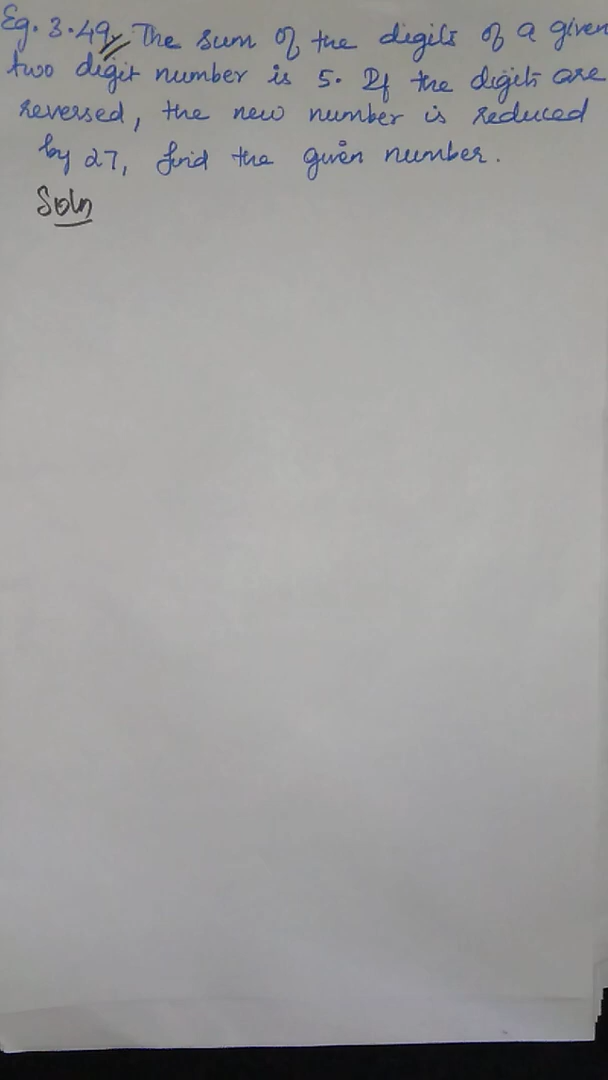 Eg. 3.49, The sum of the digits of a given
two digit number is 5. If the digits are
reversed, the new number is reduced
by 27, find the given number.
Soln